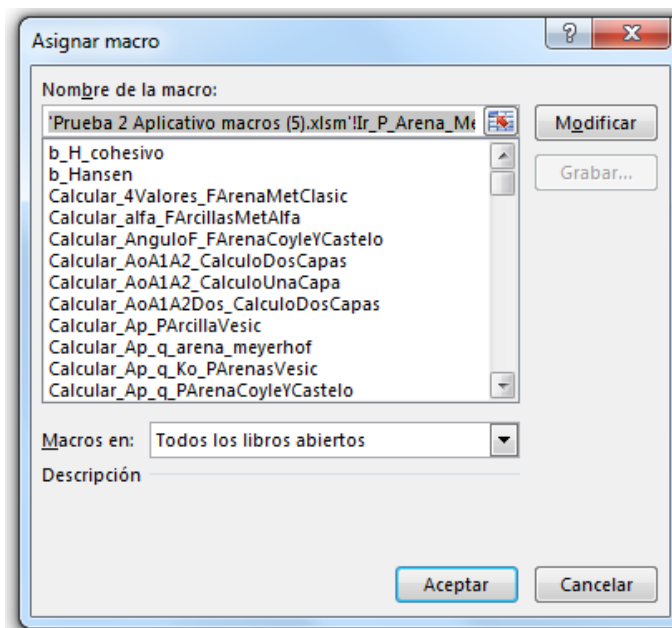 Asignar macro
Nombre de la macro:
'Prueba 2 Aplicativo macros (5).xlsm'!Ir_P_Arena_Me
Modificar
b_H_cohesivo
b_Hansen
Calcular_4Valores_FArenaMetClasic
Calcular_alfa_FArcillasMetAlfa
Calcular_AnguloF_FArenaCoyleYCastelo
Calcular_AoA1A2_CalculoDosCapas
Calcular_AoA1A2_CalculoUnaCapa
Calcular_AoA1A2Dos_CalculoDosCapas
Calcular_Ap_PArcillaVesic
Calcular_Ap_q_arena_meyerhof
Calcular_Ap_q_Ko_PArenasVesic
Calcular_Ap_q_PArenaCoyleYCastelo
Grabar...
Macros en: Todos los libros abiertos
Descripción
Aceptar Cancelar